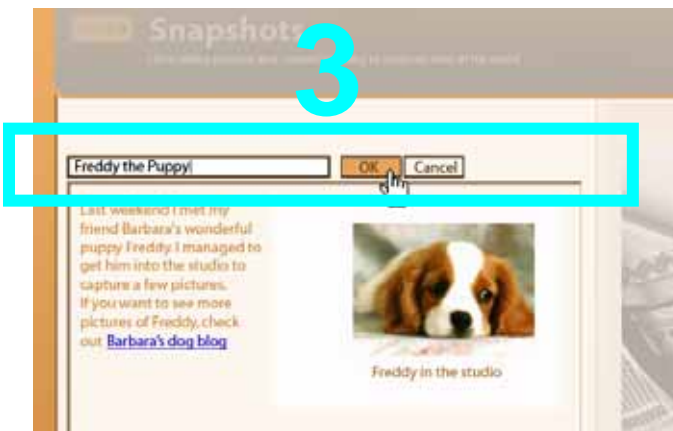 3
Snapshots
Freddy the Puppy
OK
Cancel
Last weekend I met my
friend Barbara's wonderful
puppy Freddy. I managed to
get him into the studio to
capture a few pictures.
If you want to see more
pictures of Freddy, check
out Barbara's dog blog
Freddy in the studio